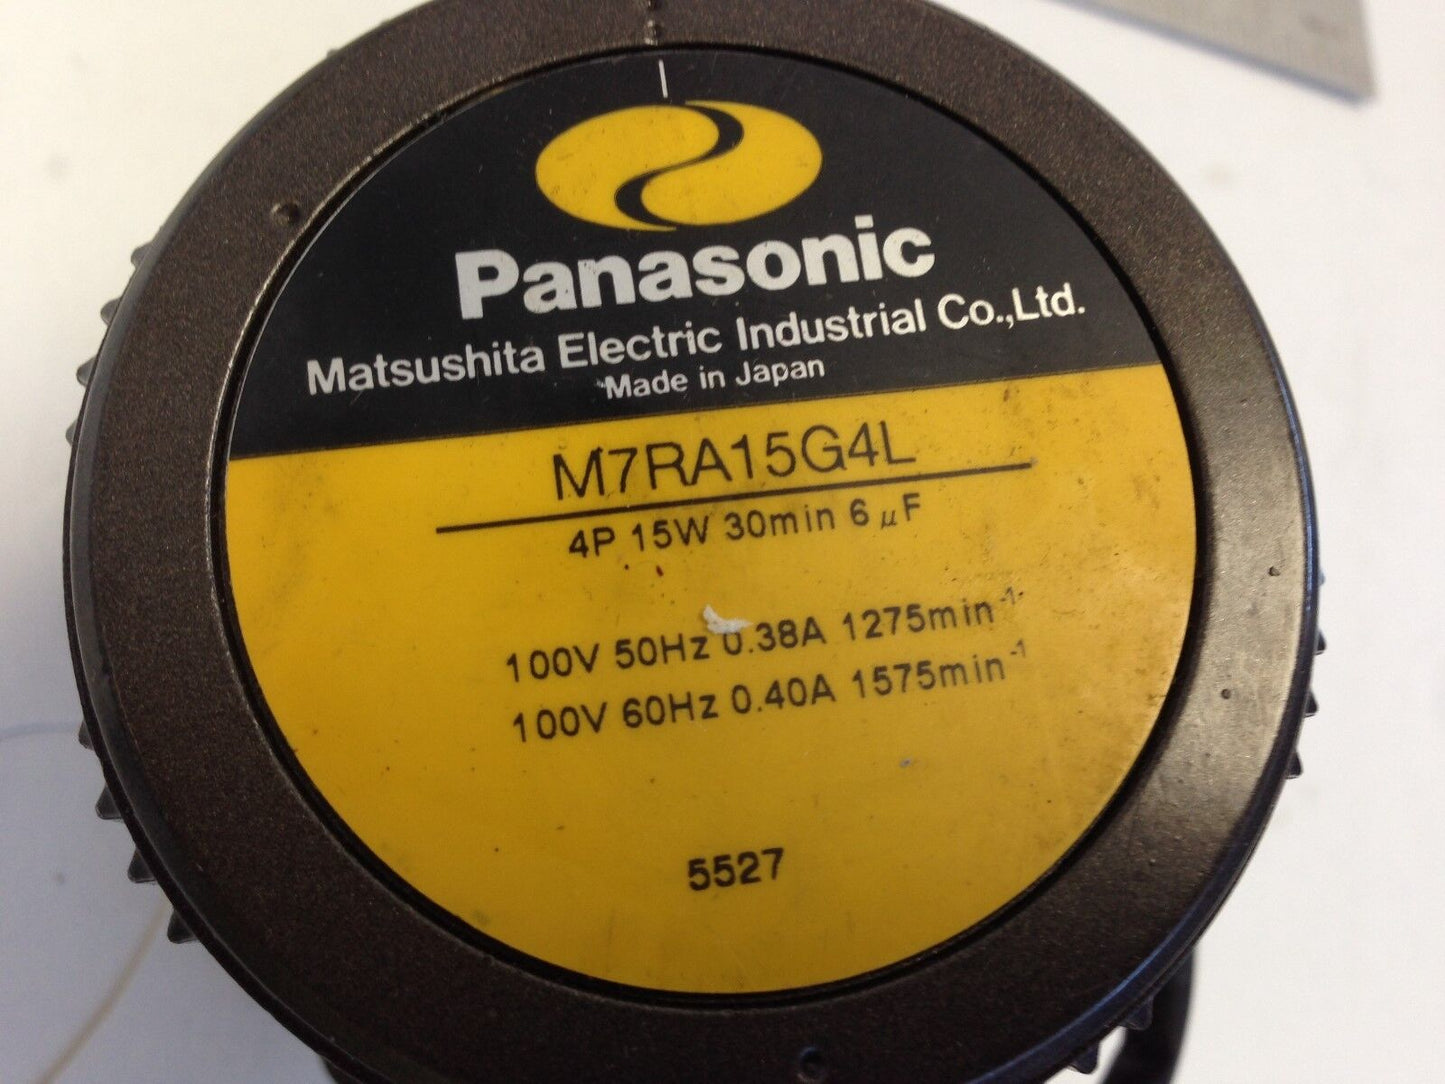 Panasonic
Matsushita Electric Industrial Co.,Ltd.
Made in Japan
M7RA15G4L
4P 15W 30min 6μF
100V 50Hz 0.38A 1275min⁻¹
100V 60Hz 0.40A 1575min⁻¹
5527